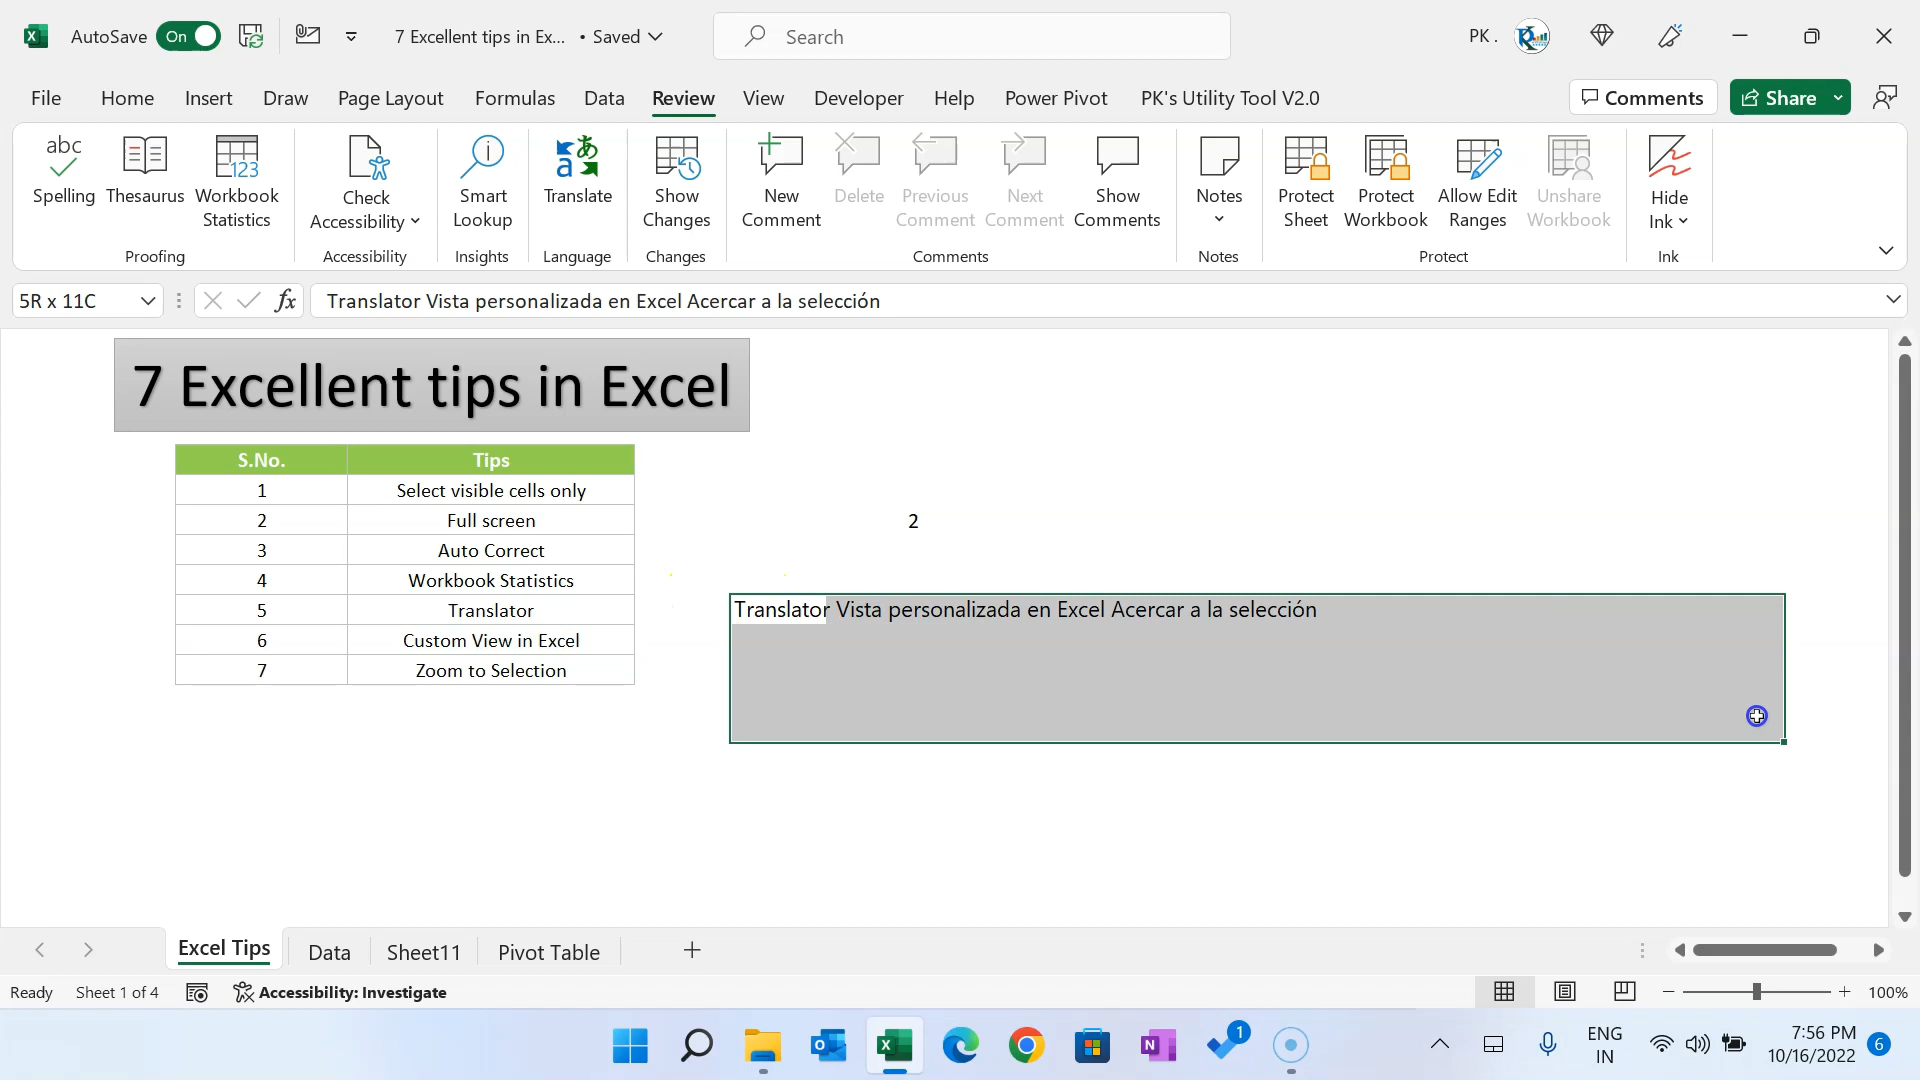 AutoSave On 7 Excellent tips in Ex... • Saved Search PK .
File Home Insert Draw Page Layout Formulas Data Review View Developer Help Power Pivot PK's Utility Tool V2.0 Comments Share
abc
123
Spelling Thesaurus Workbook Statistics
Check Accessibility
Smart Lookup
Translate
Show Changes
New Comment
Delete
Previous Comment
Next Comment
Show Comments
Notes
Protect Sheet
Protect Workbook
Allow Edit Ranges
Unshare Workbook
Hide Ink
Proofing Accessibility Insights Language Changes Comments Notes Protect Ink
5R x 11C fx Translator Vista personalizada en Excel Acercar a la selección
7 Excellent tips in Excel
S.No. Tips
1 Select visible cells only
2 Full screen 2
3 Auto Correct
4 Workbook Statistics
5 Translator Translator Vista personalizada en Excel Acercar a la selección
6 Custom View in Excel
7 Zoom to Selection
Excel Tips Data Sheet11 Pivot Table
Ready Sheet 1 of 4 Accessibility: Investigate 100%
1 ENG 7:56 PM
IN 10/16/2022 6